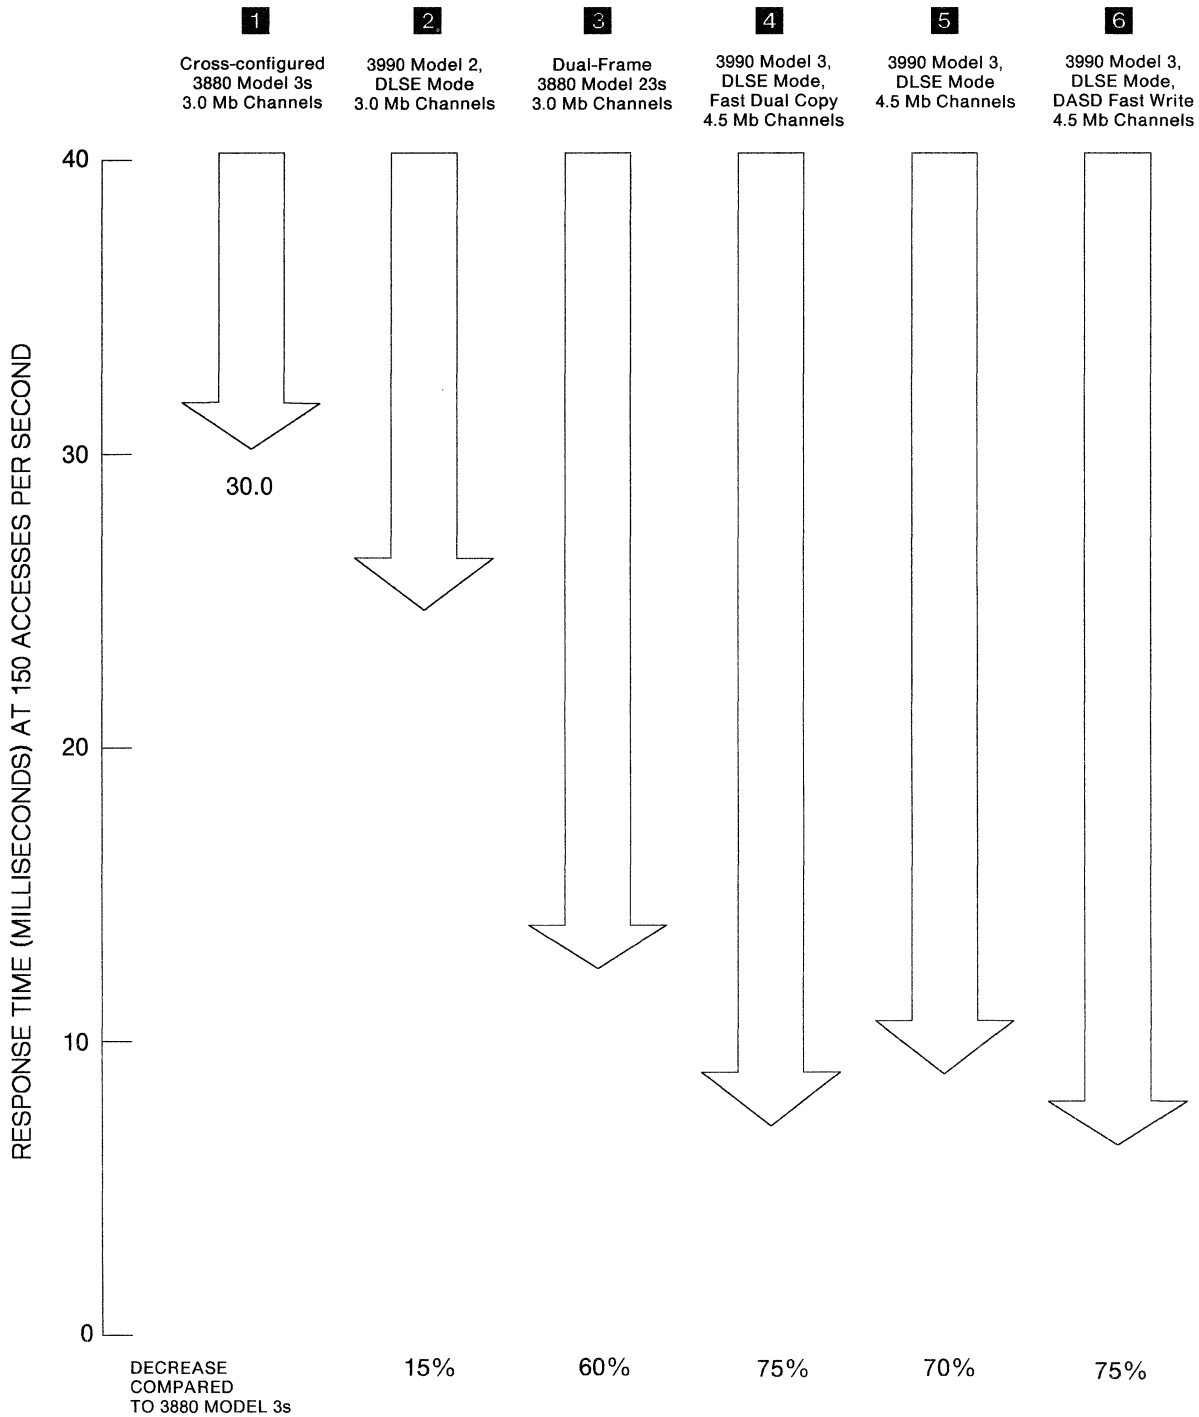 1
2
3
4
5
6
Cross-configured
3880 Model 3s
3.0 Mb Channels
3990 Model 2,
DLSE Mode
3.0 Mb Channels
Dual-Frame
3880 Model 23s
3.0 Mb Channels
3990 Model 3,
DLSE Mode,
Fast Dual Copy
4.5 Mb Channels
3990 Model 3,
DLSE Mode
4.5 Mb Channels
3990 Model 3,
DLSE Mode,
DASD Fast Write
4.5 Mb Channels
RESPONSE TIME (MILLISECONDS) AT 150 ACCESSES PER SECOND
40
30
20
10
0
30.0
DECREASE
COMPARED
TO 3880 MODEL 3s
15%
60%
75%
70%
75%